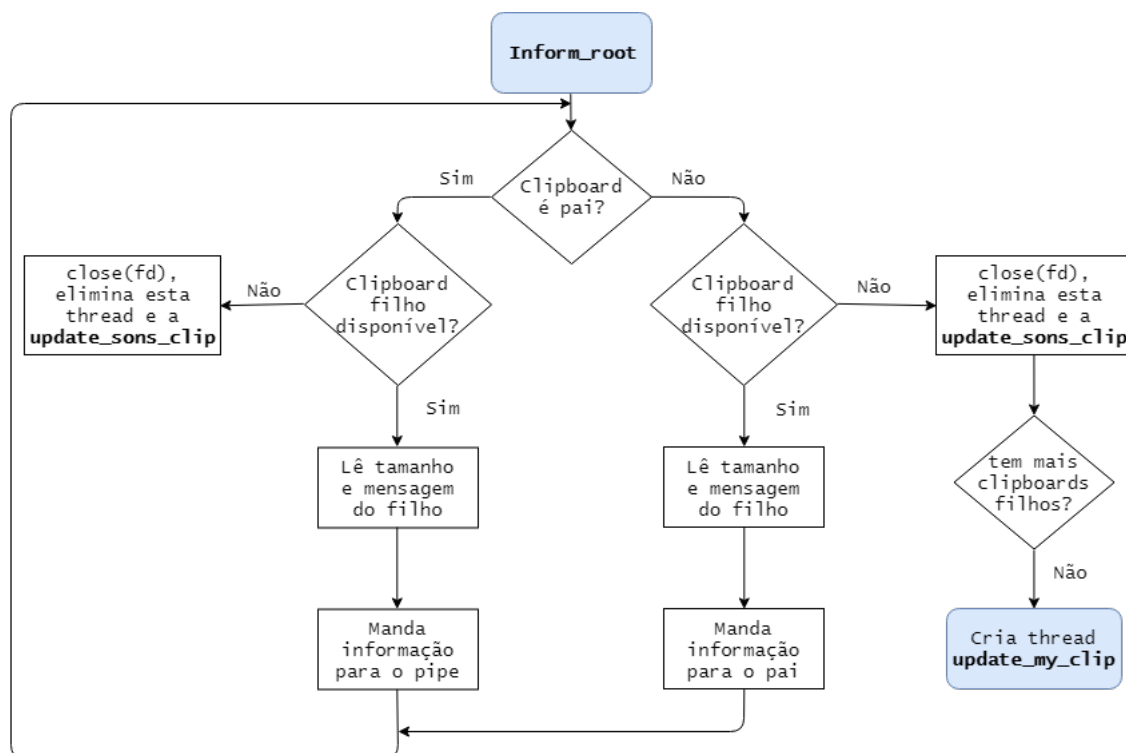 Inform_root
Sim
Não
Clipboard
é pai?
close(fd),
elimina esta
thread e a
update_sons_clip
Não
Clipboard
filho
disponível?
Clipboard
filho
disponível?
Não
close(fd),
elimina esta
thread e a
update_sons_clip
Sim
Sim
Lê tamanho
e mensagem
do filho
Lê tamanho
e mensagem
do filho
tem mais
clipboards
filhos?
Não
Manda
informação
para o pipe
Manda
informação
para o pai
Cria thread
update_my_clip